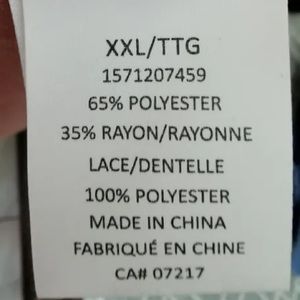 XXL/TTG
1571207459
65% POLYESTER
35% RAYON/RAYONNE
LACE/DENTELLE
100% POLYESTER
MADE IN CHINA
FABRIQUÉ EN CHINE
CA# 07217